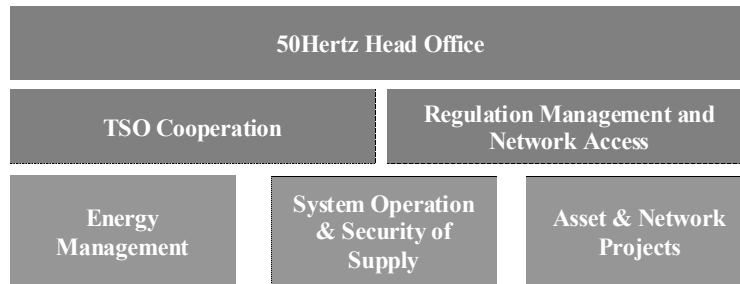 50Hertz Head Office
TSO Cooperation
Regulation Management and
Network Access
Energy
Management
System Operation
& Security of
Supply
Asset & Network
Projects